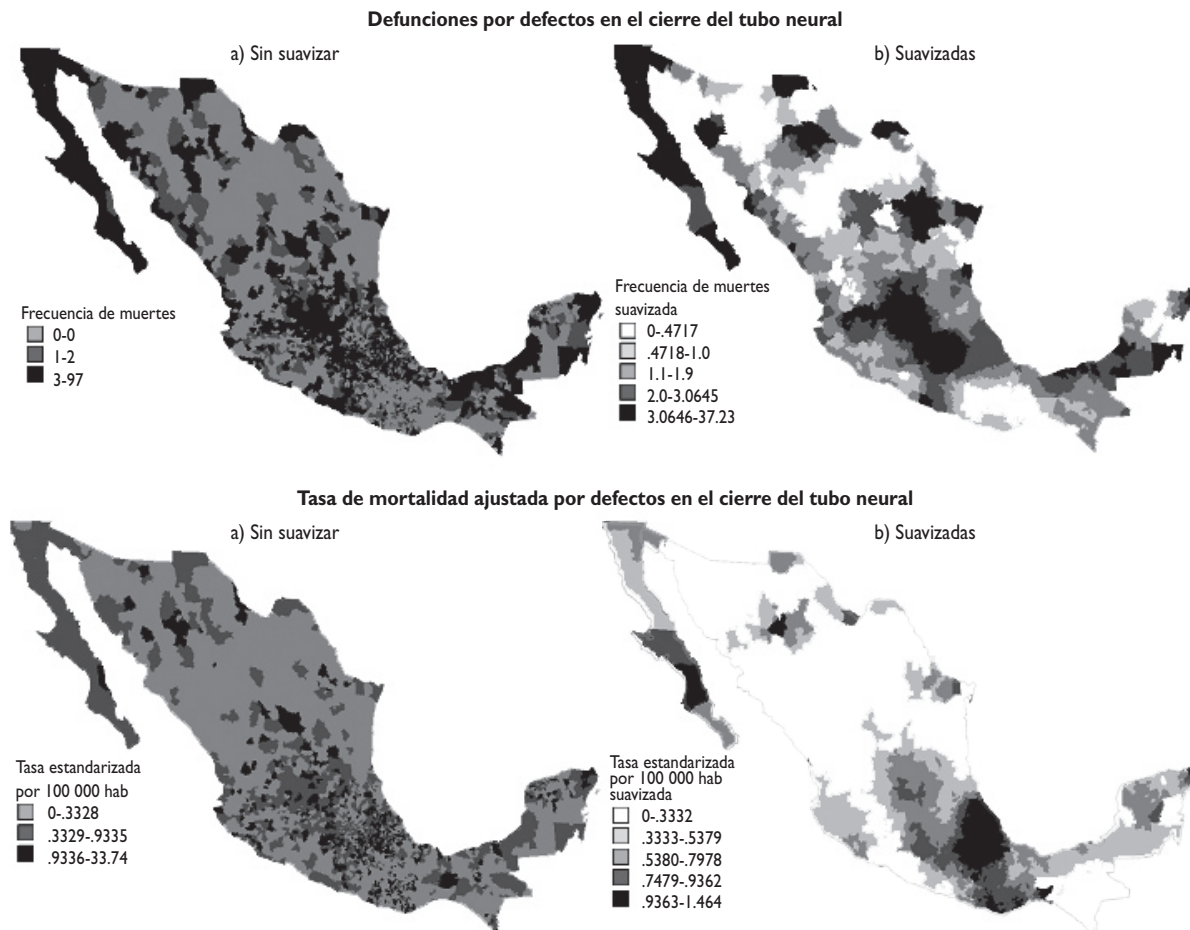 Defunciones por defectos en el cierre del tubo neural
a) Sin suavizar
b) Suavizadas
Frecuencia de muertes
0-0
1-2
3-97
Frecuencia de muertes
suavizada
0-.4717
.4718-1.0
1.1-1.9
2.0-3.0645
3.0646-37.23
Tasa de mortalidad ajustada por defectos en el cierre del tubo neural
a) Sin suavizar
b) Suavizadas
Tasa estandarizada
por 100 000 hab
0-.3328
.3329-.9335
.9336-33.74
Tasa estandarizada
por 100 000 hab
suavizada
0-.3332
.3333-.5379
.5380-.7978
.7479-.9362
.9363-1.464